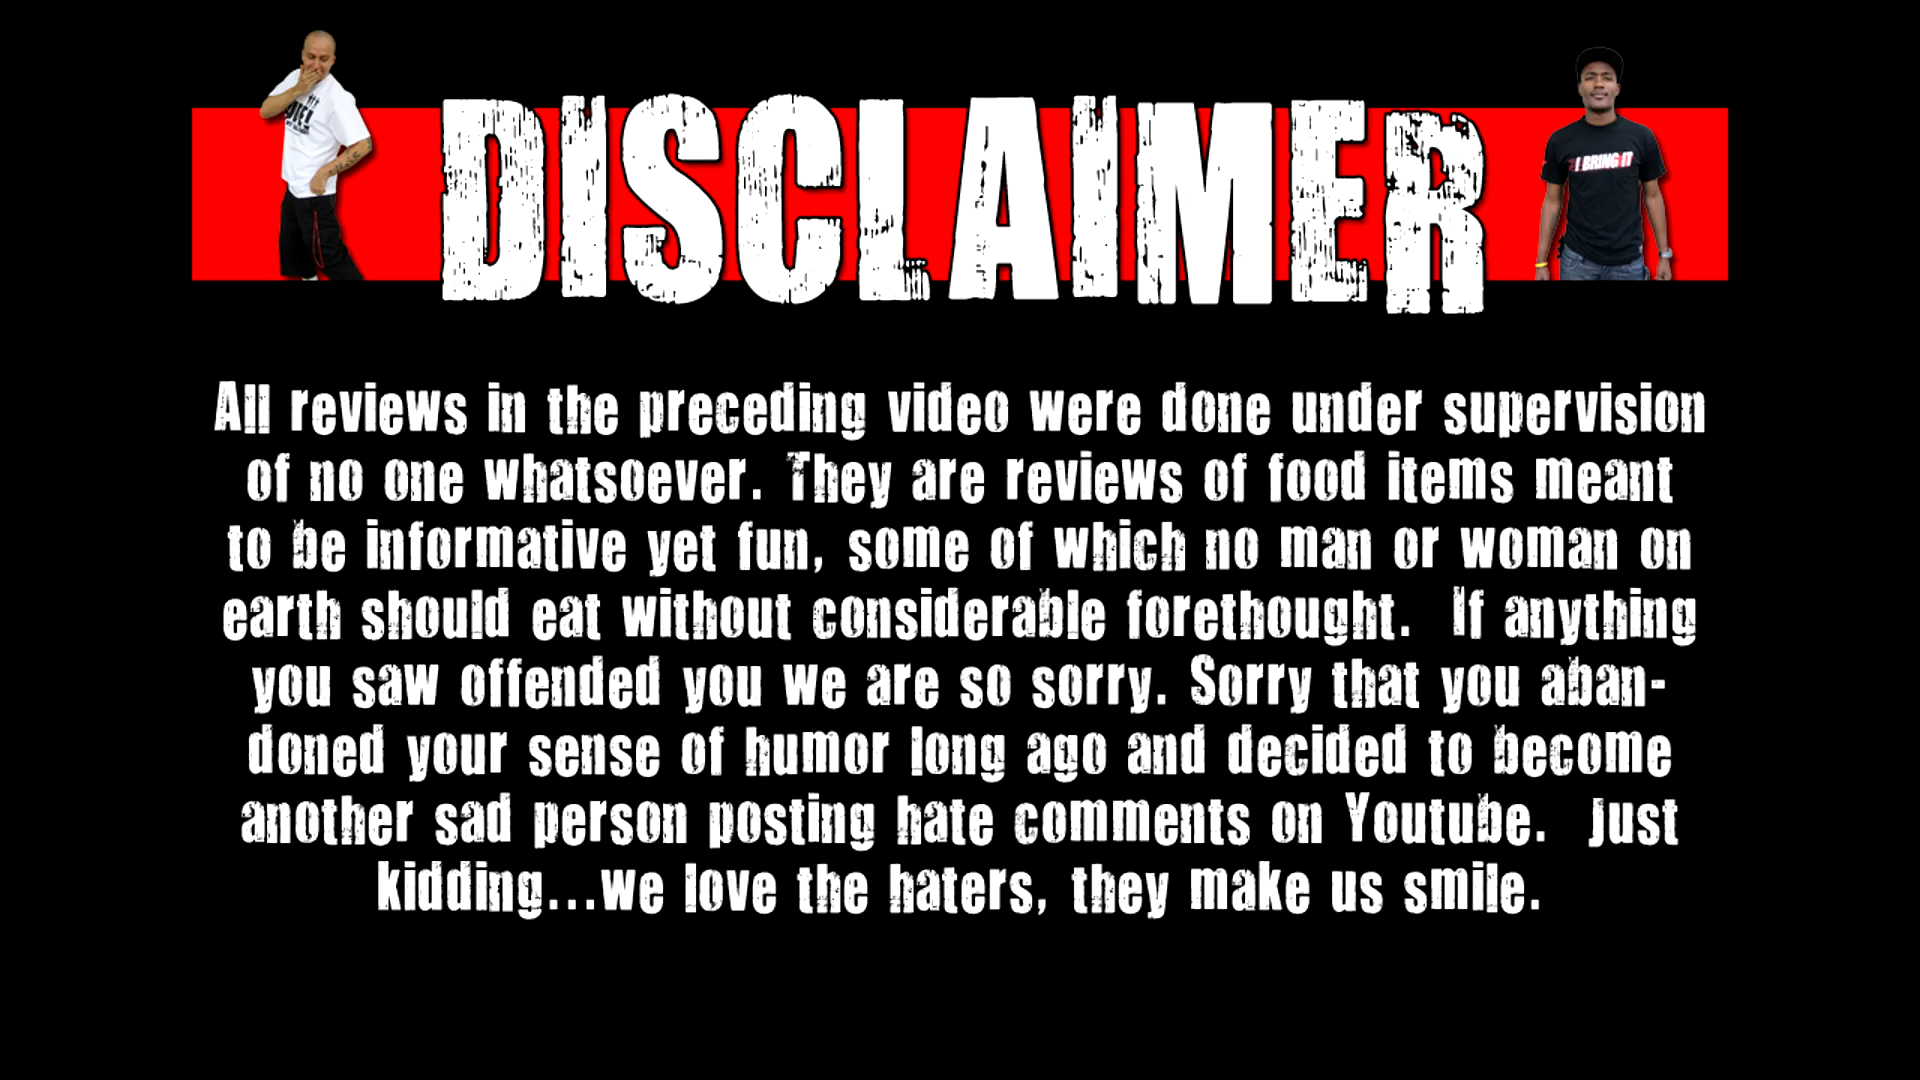 DISCLAIMER
DIET
I BRING IT
All reviews in the preceding video were done under supervision
of no one whatsoever. They are reviews of food items meant
to be informative yet fun, some of which no man or woman on
earth should eat without considerable forethought. If anything
you saw offended you we are so sorry. Sorry that you aban-
doned your sense of humor long ago and decided to become
another sad person posting hate comments on Youtube. Just
kidding...we love the haters, they make us smile.